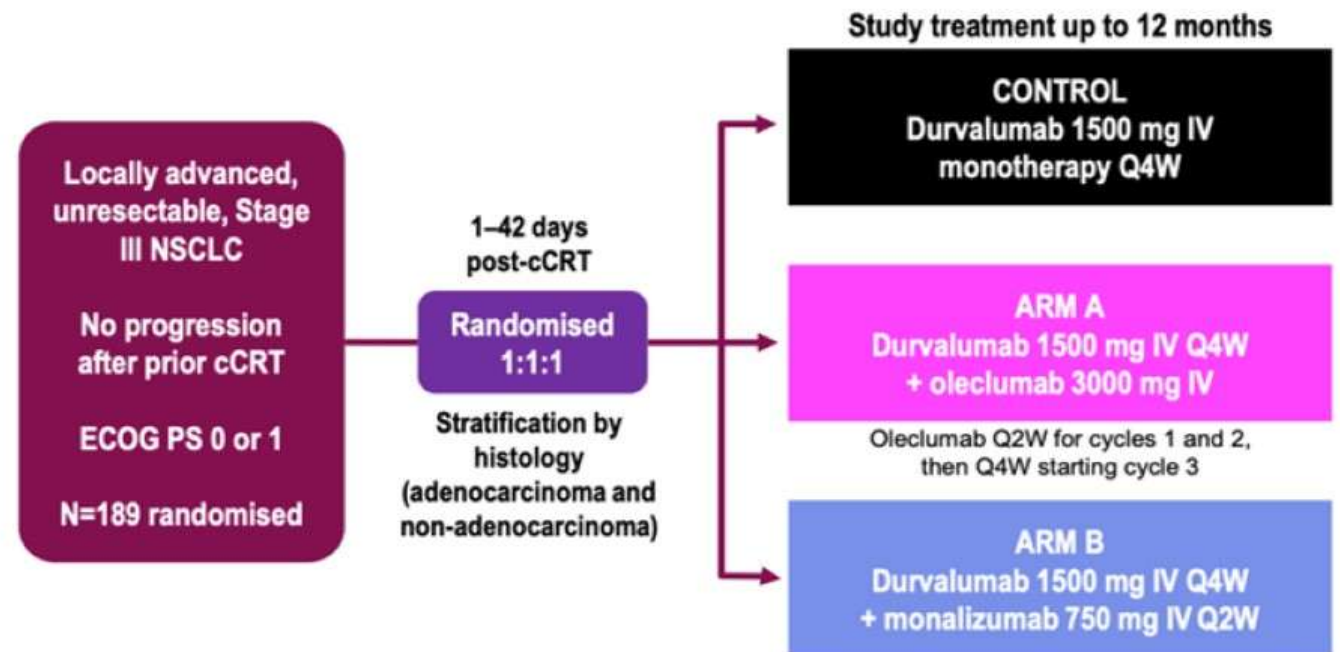 Locally advanced,
unresectable, Stage
III NSCLC
No progression
after prior cCRT
ECOG PS 0 or 1
N=189 randomised
1–42 days
post-cCRT
Randomised
1:1:1
Stratification by
histology
(adenocarcinoma and
non-adenocarcinoma)
Study treatment up to 12 months
CONTROL
Durvalumab 1500 mg IV
monotherapy Q4W
ARM A
Durvalumab 1500 mg IV Q4W
+ oleclumab 3000 mg IV
Oleclumab Q2W for cycles 1 and 2,
then Q4W starting cycle 3
ARM B
Durvalumab 1500 mg IV Q4W
+ monalizumab 750 mg IV Q2W